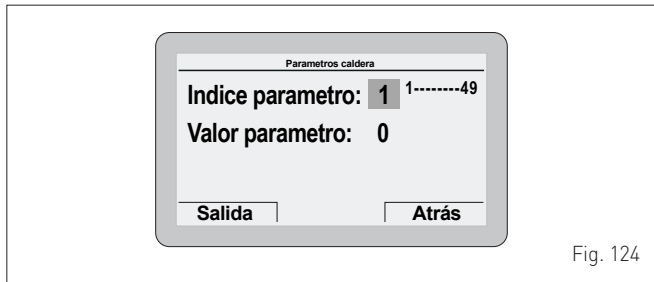 Parametros caldera
Indice parametro: 1 1--------49
Valor parametro: 0
Salida Atrás
Fig. 124